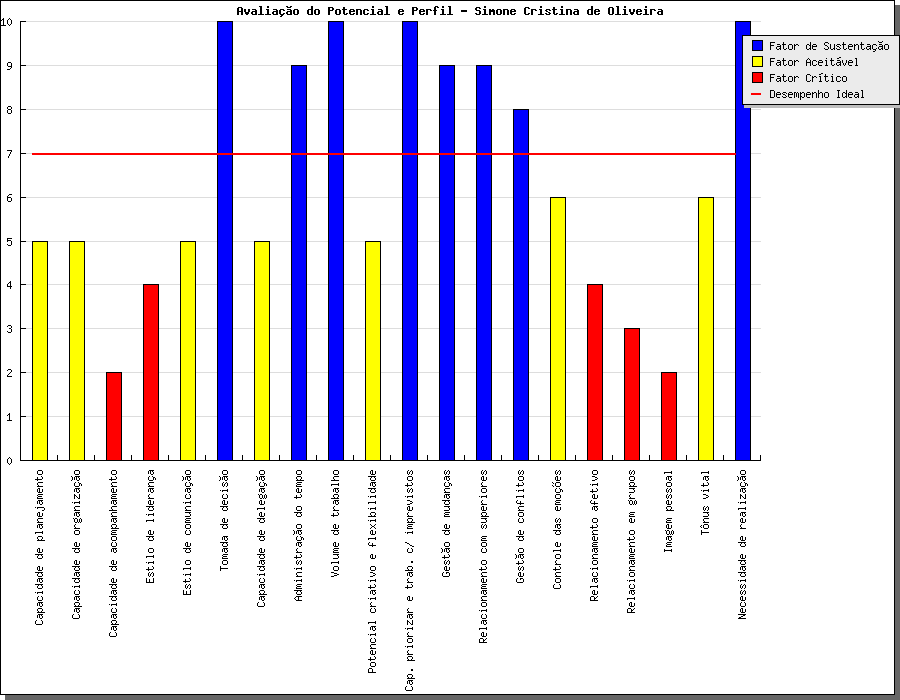 Avaliação do Potencial e Perfil - Simone Cristina de Oliveira
Fator de Sustentação
Fator Aceitável
Fator Crítico
Desempenho Ideal
10
9
8
7
6
5
4
3
2
1
0
Capacidade de planejamento
Capacidade de organização
Capacidade de acompanhamento
Estilo de liderança
Estilo de comunicação
Tomada de decisão
Capacidade de delegação
Administração do tempo
Volume de trabalho
Potencial criativo e flexibilidade
Cap. priorizar e trab. c/ imprevistos
Gestão de mudanças
Relacionamento com superiores
Gestão de conflitos
Controle das emoções
Relacionamento afetivo
Relacionamento em grupos
Imagem pessoal
Tônus vital
Necessidade de realização